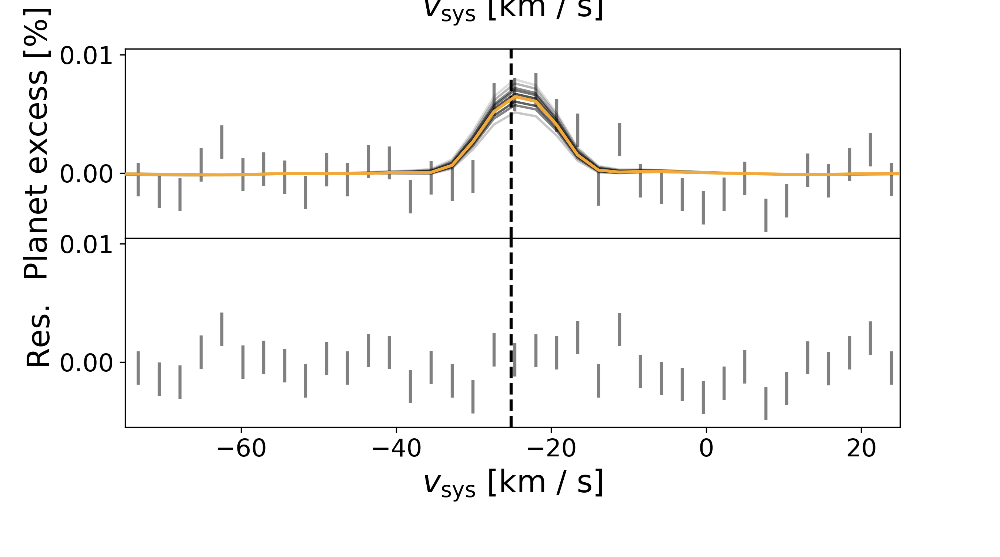 v_sys [km / s]
Planet excess [%]
0.01
0.00
Res.
0.01
0.00
−60 −40 −20 0 20
v_sys [km / s]